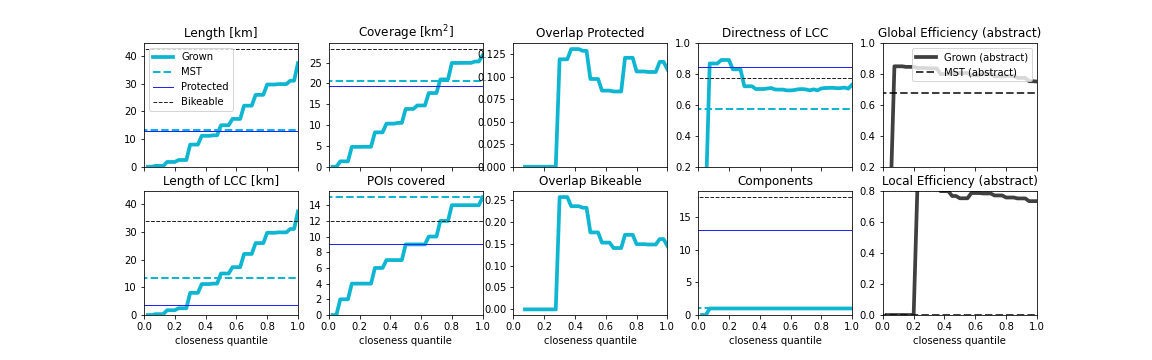 Length [km]
Coverage [km²]
Overlap Protected
Directness of LCC
Global Efficiency (abstract)
40
30
20
10
0
Grown
MST
Protected
Bikeable
25
20
15
10
5
0
0.125
0.100
0.075
0.050
0.025
0.000
1.0
0.8
0.6
0.4
0.2
1.0
0.8
0.6
0.4
0.2
Grown (abstract)
MST (abstract)
Length of LCC [km]
POIs covered
Overlap Bikeable
Components
Local Efficiency (abstract)
40
30
20
10
0
14
12
10
8
6
4
2
0
0.25
0.20
0.15
0.10
0.05
0.00
15
10
5
0
0.8
0.6
0.4
0.2
0.0
0.0 0.2 0.4 0.6 0.8 1.0
0.0 0.2 0.4 0.6 0.8 1.0
0.0 0.2 0.4 0.6 0.8 1.0
0.0 0.2 0.4 0.6 0.8 1.0
0.0 0.2 0.4 0.6 0.8 1.0
closeness quantile
closeness quantile
closeness quantile
closeness quantile
closeness quantile